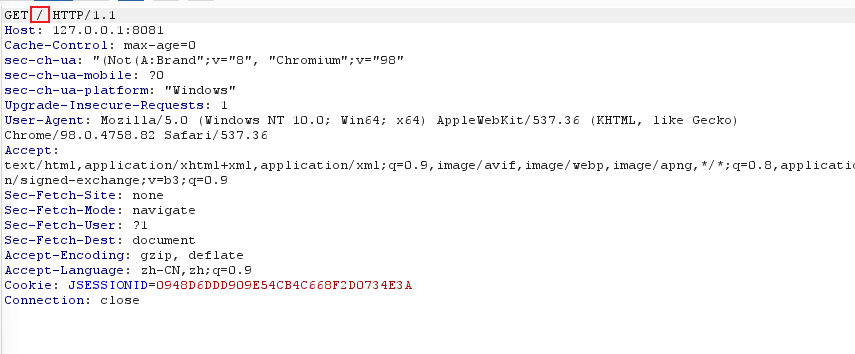 GET / HTTP/1.1
Host: 127.0.0.1:8081
Cache-Control: max-age=0
sec-ch-ua: "(Not(A:Brand";v="8", "Chromium";v="98"
sec-ch-ua-mobile: ?0
sec-ch-ua-platform: "Windows"
Upgrade-Insecure-Requests: 1
User-Agent: Mozilla/5.0 (Windows NT 10.0; Win64; x64) AppleWebKit/537.36 (KHTML, like Gecko)
Chrome/98.0.4758.82 Safari/537.36
Accept:
text/html,application/xhtml+xml,application/xml;q=0.9,image/avif,image/webp,image/apng,*/*;q=0.8,applicatio
n/signed-exchange;v=b3;q=0.9
Sec-Fetch-Site: none
Sec-Fetch-Mode: navigate
Sec-Fetch-User: ?1
Sec-Fetch-Dest: document
Accept-Encoding: gzip, deflate
Accept-Language: zh-CN,zh;q=0.9
Cookie: JSESSIONID=0948D6DDD909E54CB4C668F2D0734E3A
Connection: close